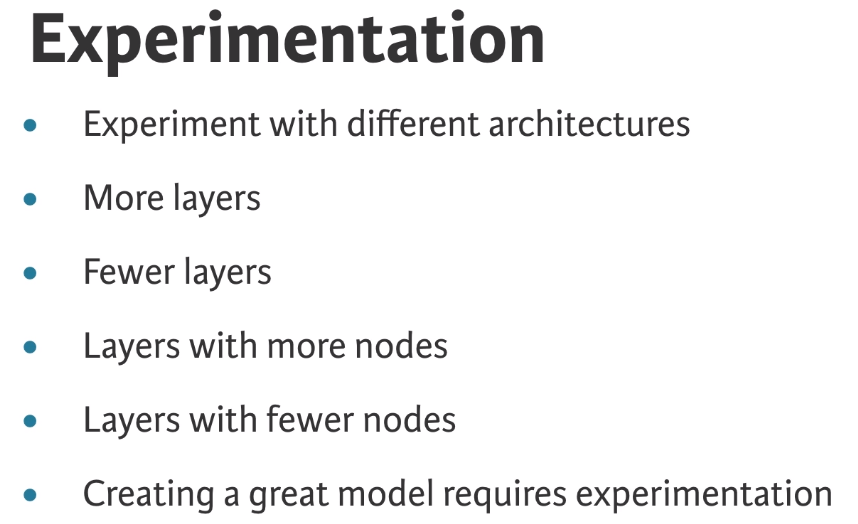 Experimentation
• Experiment with different architectures
• More layers
• Fewer layers
• Layers with more nodes
• Layers with fewer nodes
• Creating a great model requires experimentation